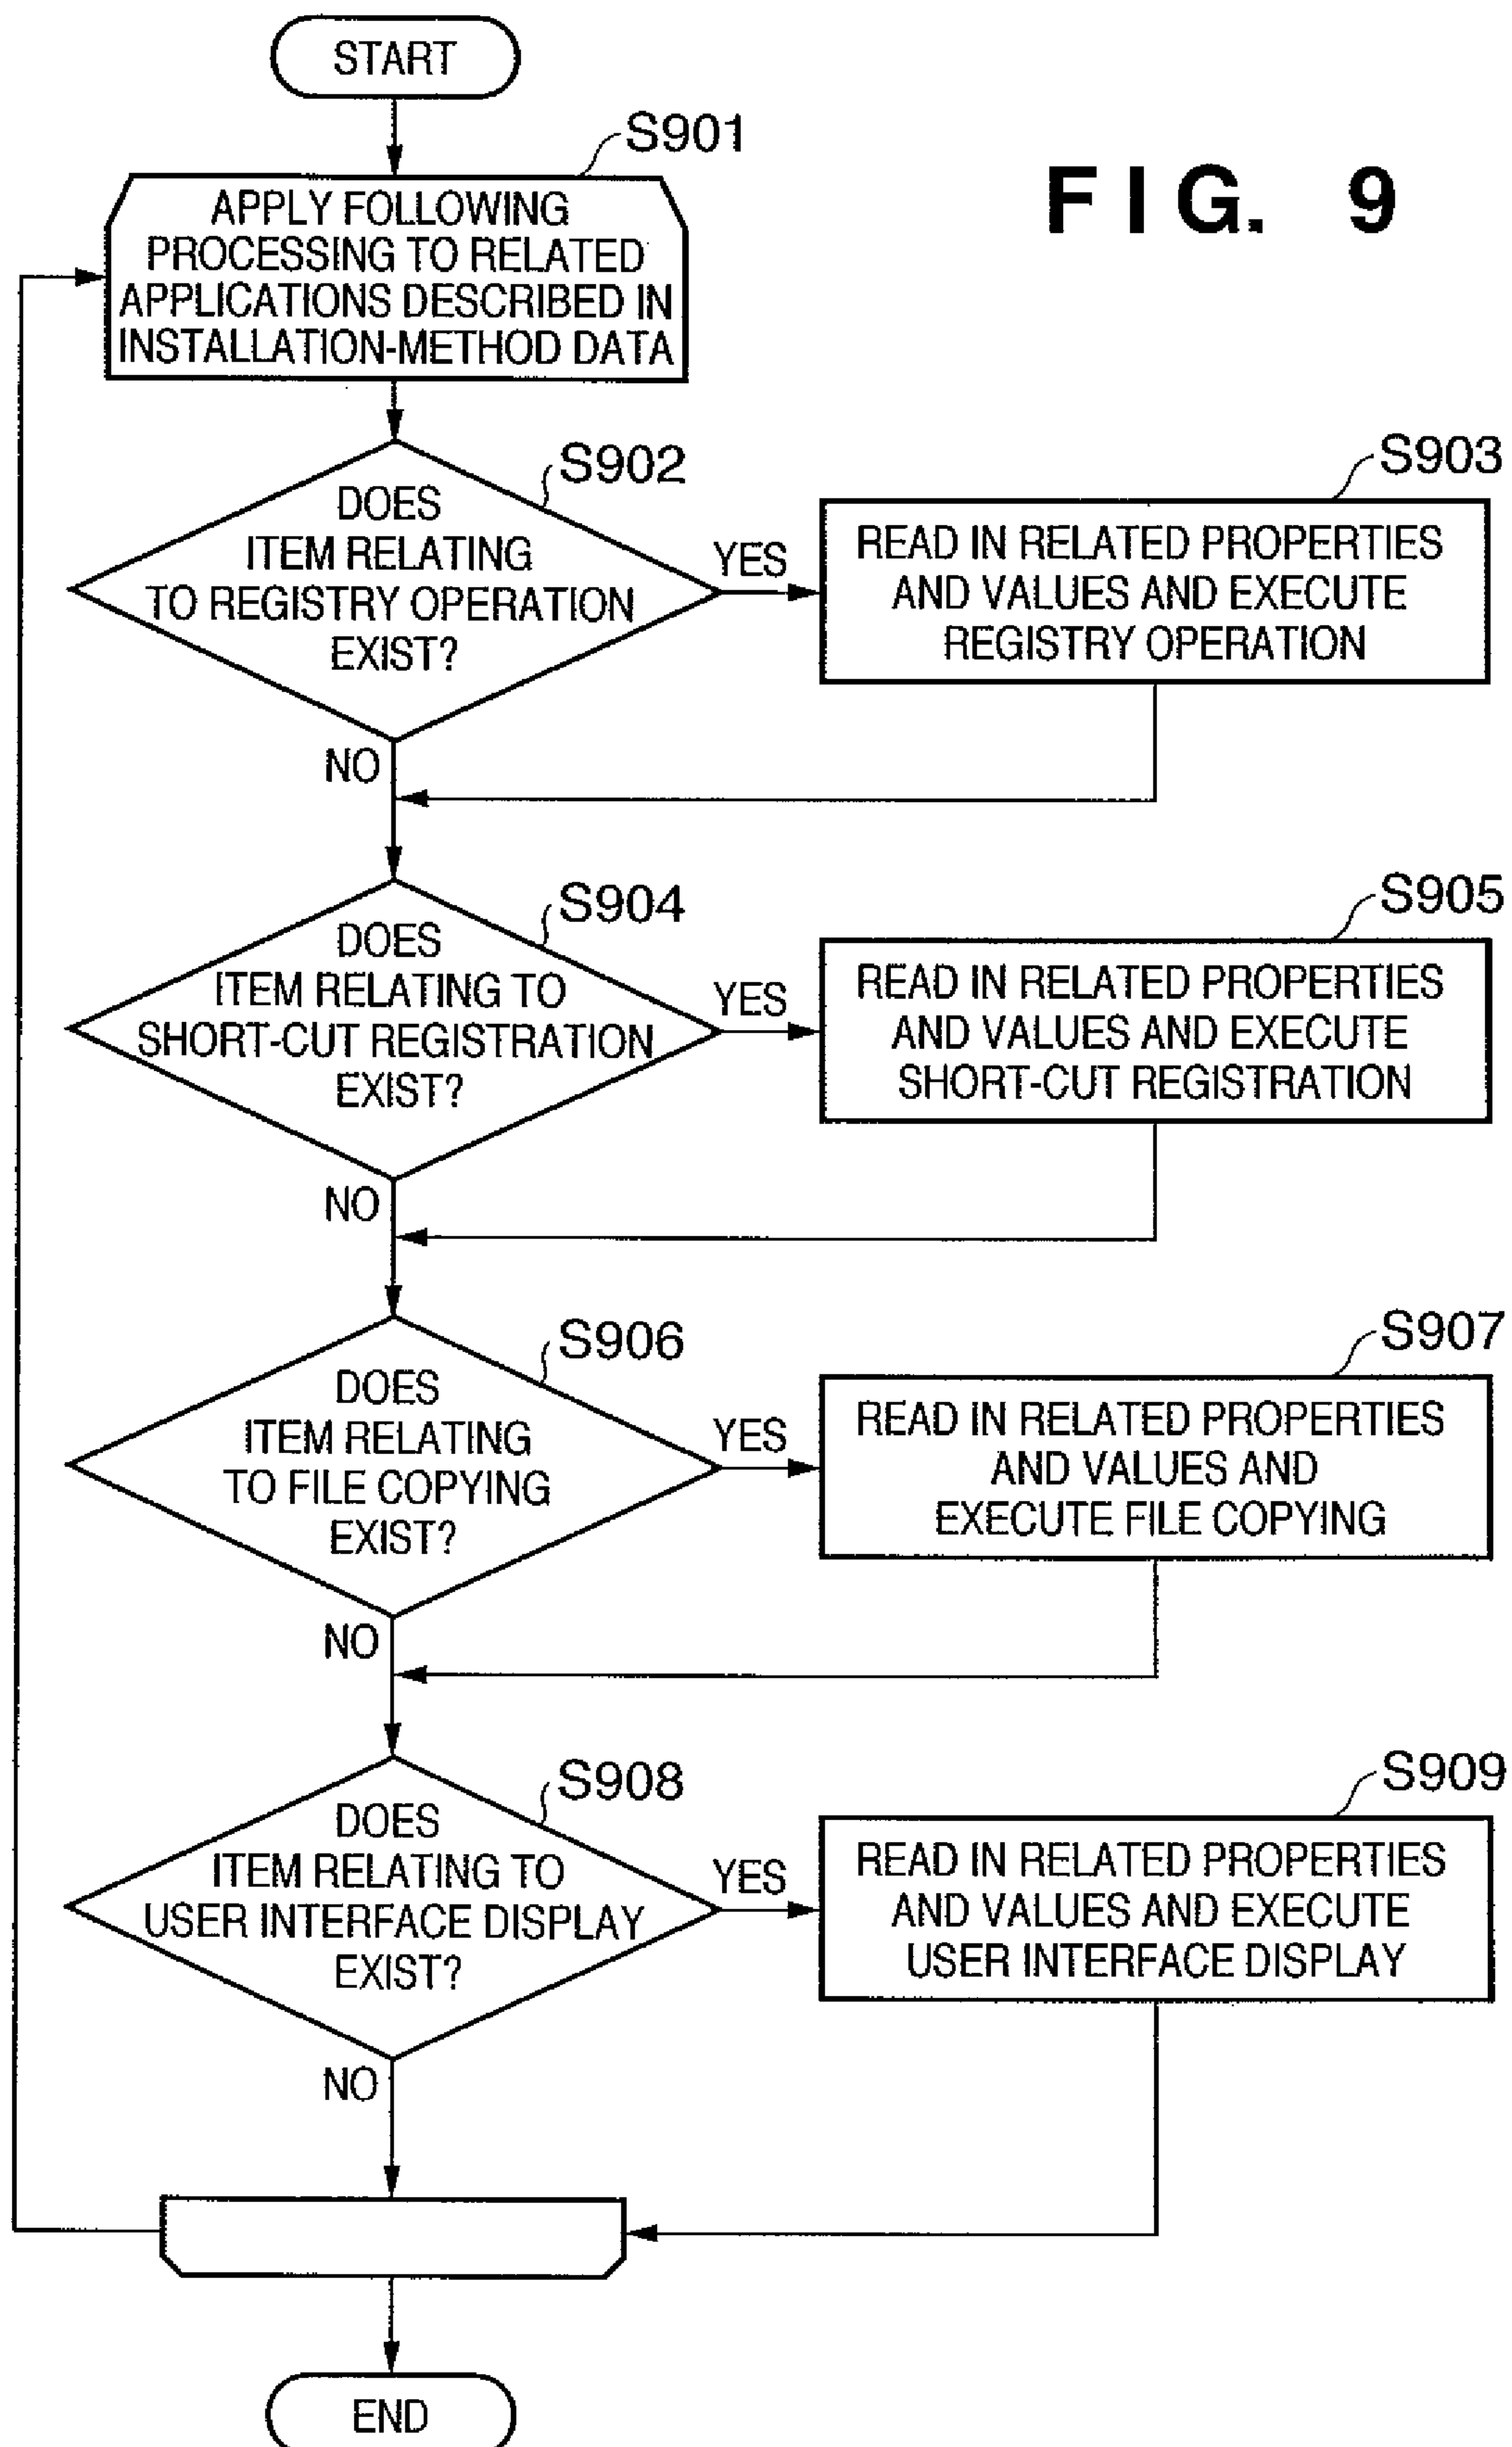 START
S901
FIG. 9
APPLY FOLLOWING
PROCESSING TO RELATED
APPLICATIONS DESCRIBED IN
INSTALLATION-METHOD DATA
S902
DOES
ITEM RELATING
TO REGISTRY OPERATION
EXIST?
YES
NO
S903
READ IN RELATED PROPERTIES
AND VALUES AND EXECUTE
REGISTRY OPERATION
S904
DOES
ITEM RELATING TO
SHORT-CUT REGISTRATION
EXIST?
YES
NO
S905
READ IN RELATED PROPERTIES
AND VALUES AND EXECUTE
SHORT-CUT REGISTRATION
S906
DOES
ITEM RELATING
TO FILE COPYING
EXIST?
YES
NO
S907
READ IN RELATED PROPERTIES
AND VALUES AND
EXECUTE FILE COPYING
S908
DOES
ITEM RELATING TO
USER INTERFACE DISPLAY
EXIST?
YES
NO
S909
READ IN RELATED PROPERTIES
AND VALUES AND EXECUTE
USER INTERFACE DISPLAY
END